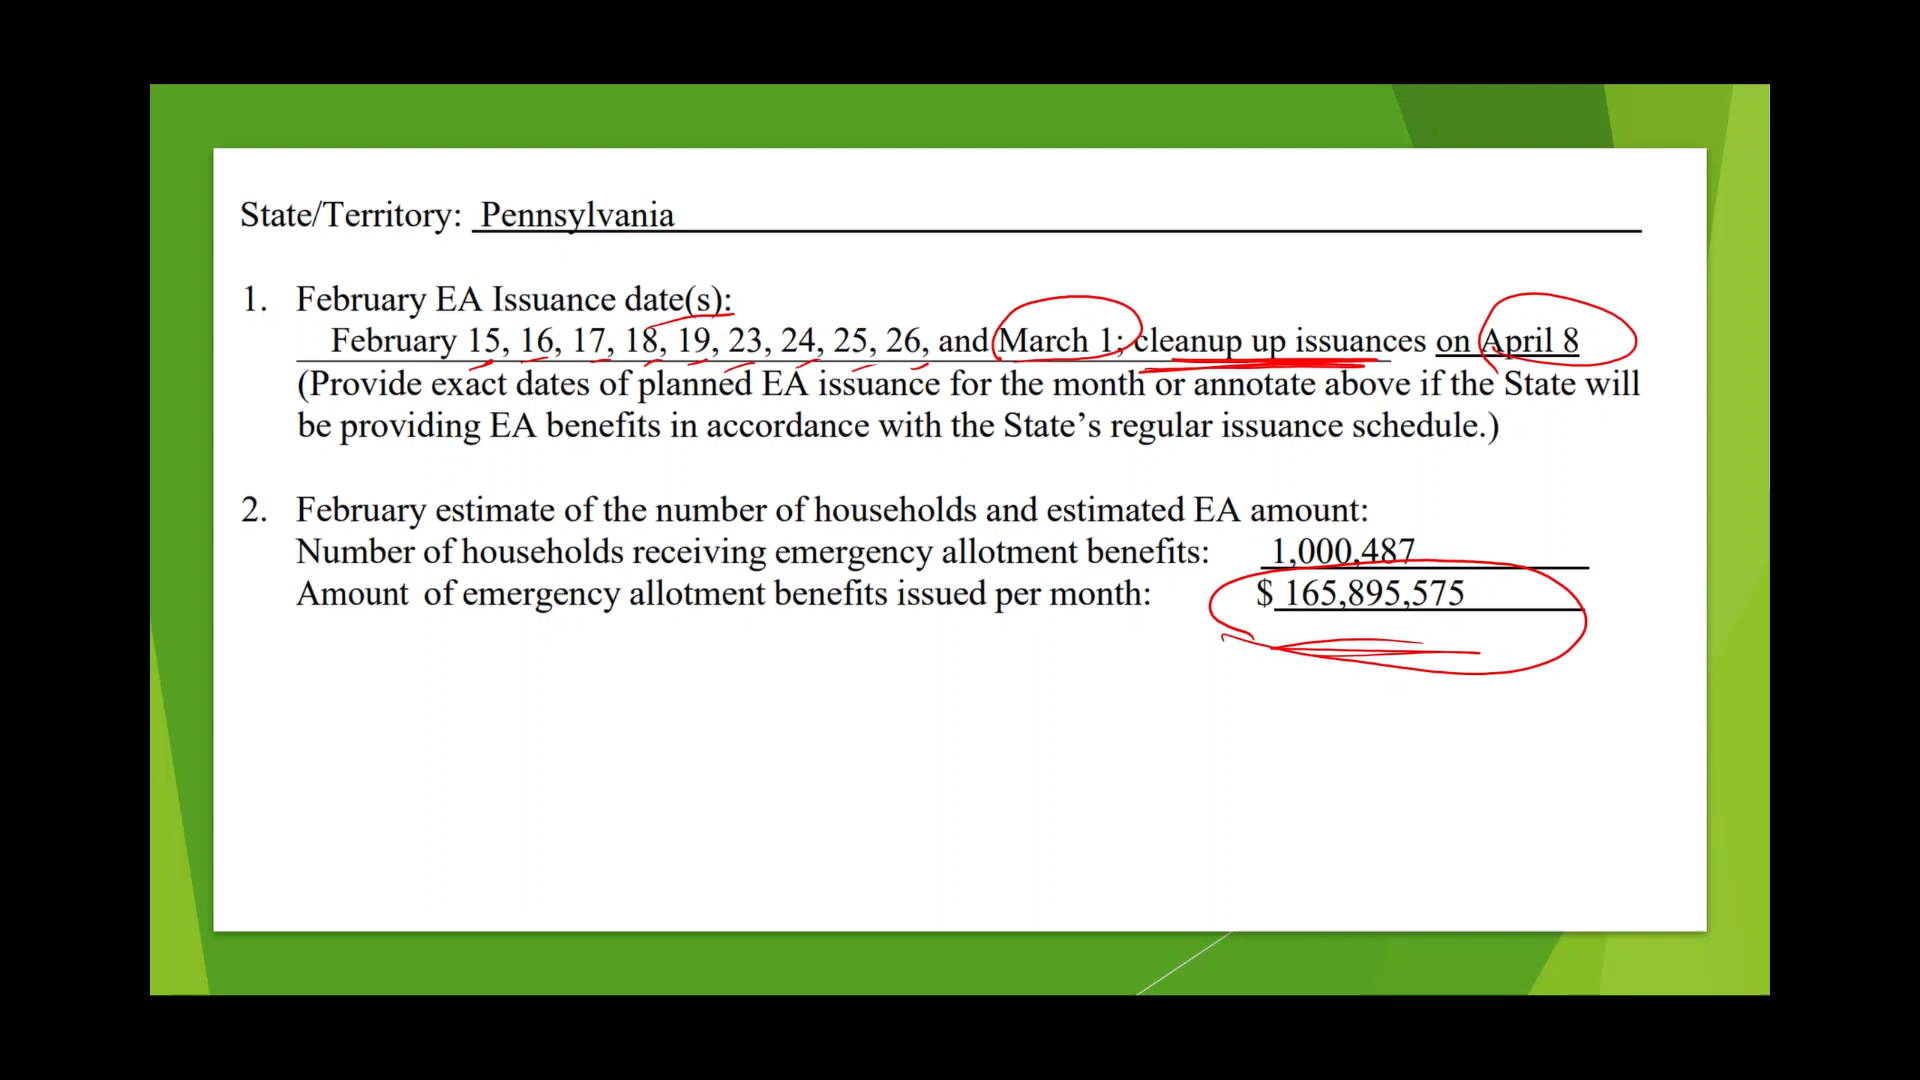 State/Territory: Pennsylvania
1. February EA Issuance date(s):
February 15, 16, 17, 18, 19, 23, 24, 25, 26, and March 1; cleanup up issuances on April 8
(Provide exact dates of planned EA issuance for the month or annotate above if the State will
be providing EA benefits in accordance with the State's regular issuance schedule.)
2. February estimate of the number of households and estimated EA amount:
Number of households receiving emergency allotment benefits: 1,000,487
Amount of emergency allotment benefits issued per month: $ 165,895,575